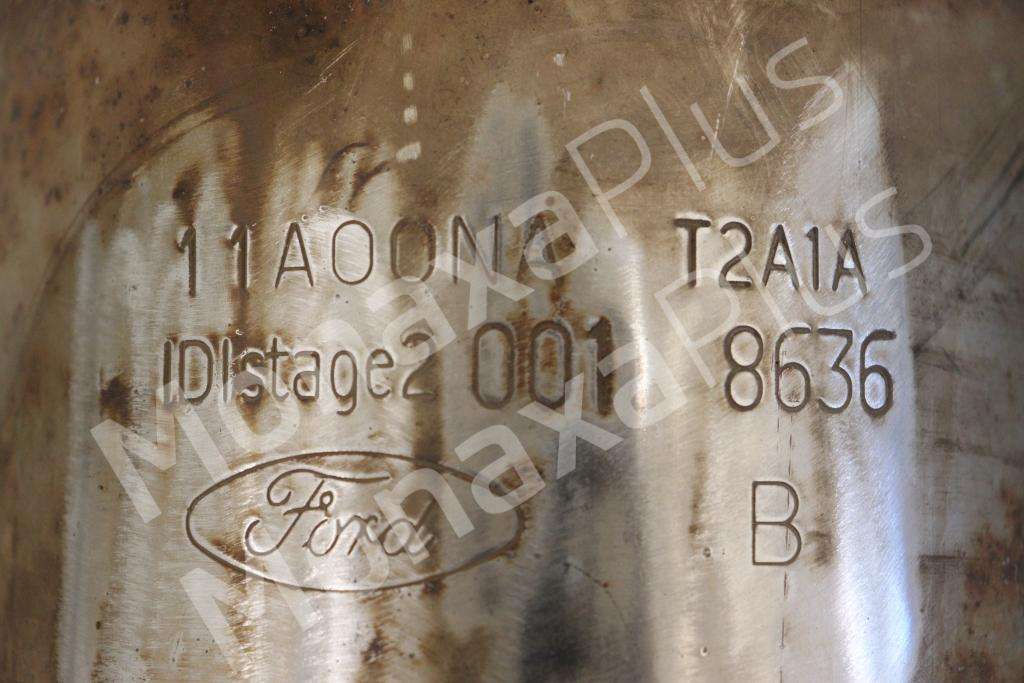 11A00NA T2A1A
IDIstage2 001 8636
Ford B
MonaxaPlus
MonaxaPlus